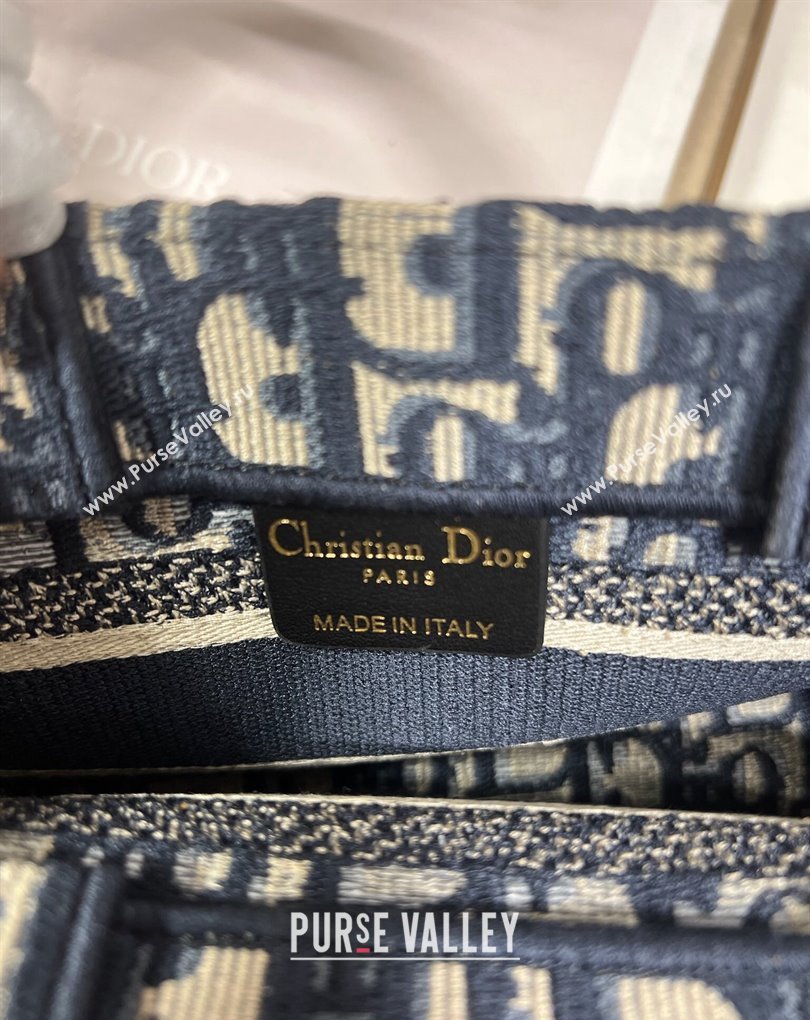 DIOR
www.PurseValley.ru
www.PurseValley.ru
Christian Dior
PARIS
MADE IN ITALY
PURSE VALLEY